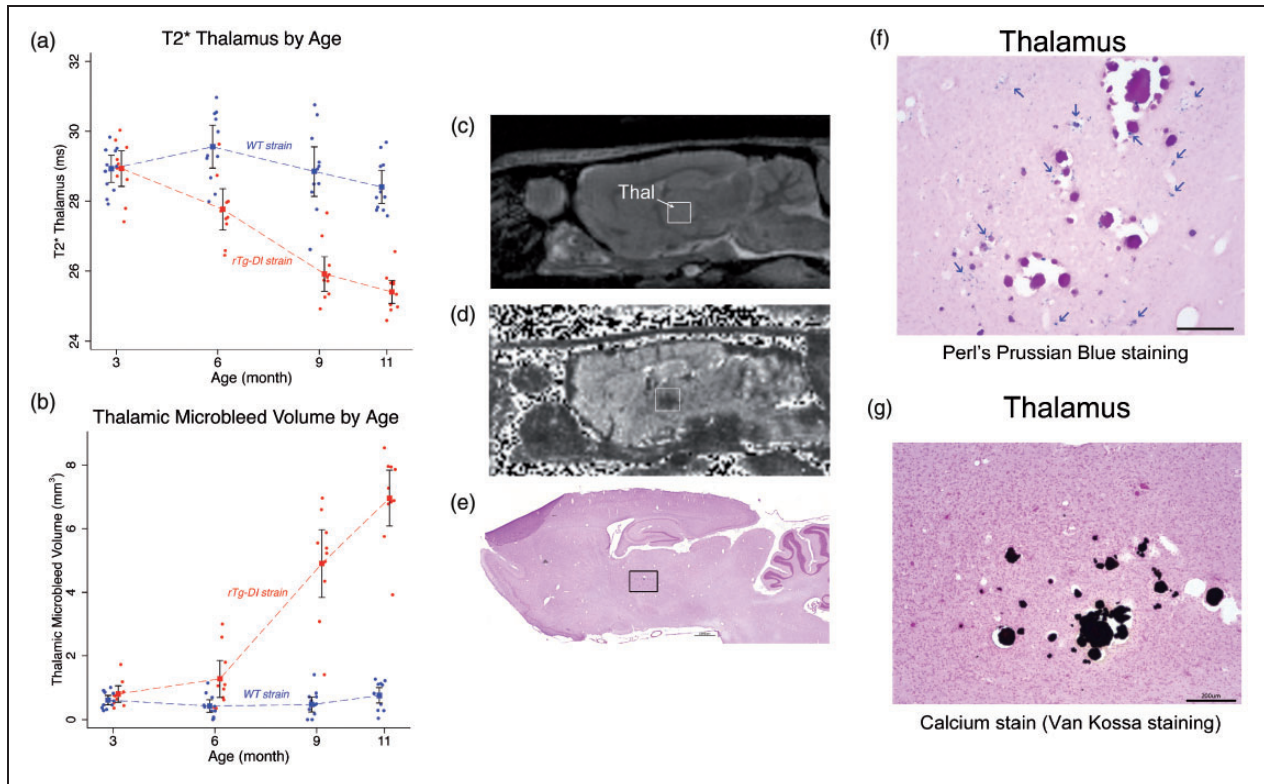 (a)
T2* Thalamus by Age
T2* Thalamus (ms)
32
30
28
26
24
WT strain
rTg-DI strain
3
6
9
11
Age (month)
(b)
Thalamic Microbleed Volume by Age
Thalamic Microbleed Volume (mm³)
8
6
4
2
0
rTg-DI strain
WT strain
3
6
9
11
Age (month)
(c)
Thal
(d)
(e)
(f)
Thalamus
Perl's Prussian Blue staining
(g)
Thalamus
200um
Calcium stain (Van Kossa staining)